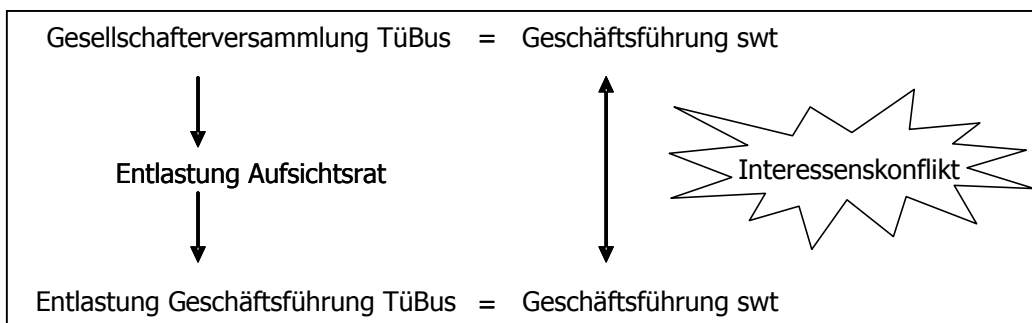 Gesellschafterversammlung TüBus = Geschäftsführung swt
Entlastung Aufsichtsrat
Interessenskonflikt
Entlastung Geschäftsführung TüBus = Geschäftsführung swt